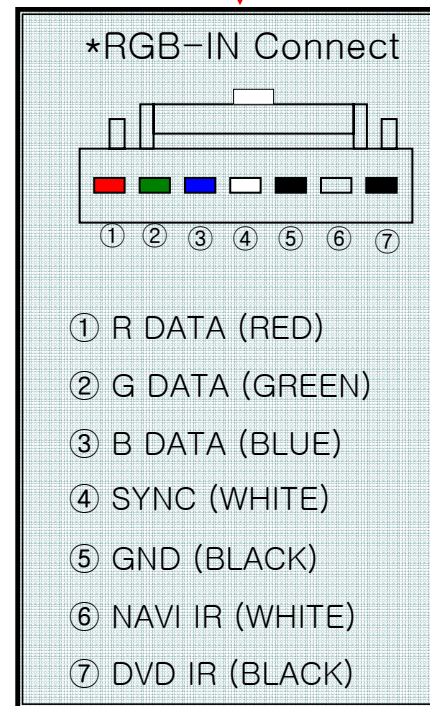 *RGB-IN Connect
① ② ③ ④ ⑤ ⑥ ⑦
① R DATA (RED)
② G DATA (GREEN)
③ B DATA (BLUE)
④ SYNC (WHITE)
⑤ GND (BLACK)
⑥ NAVI IR (WHITE)
⑦ DVD IR (BLACK)